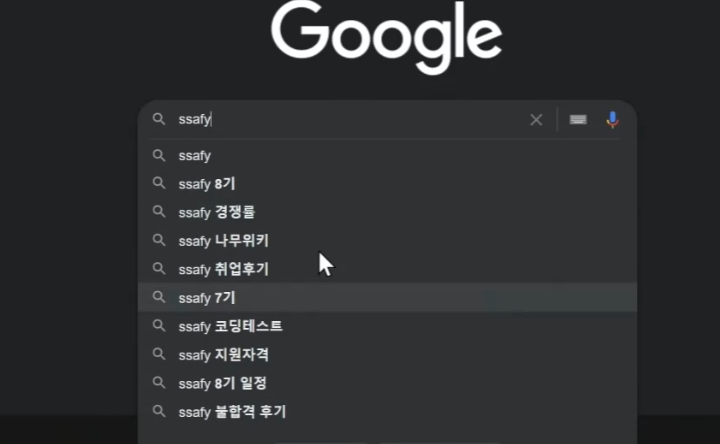 Google
ssafy
ssafy
ssafy 8기
ssafy 경쟁률
ssafy 나무위키
ssafy 취업후기
ssafy 7기
ssafy 코딩테스트
ssafy 지원자격
ssafy 8기 일정
ssafy 불합격 후기